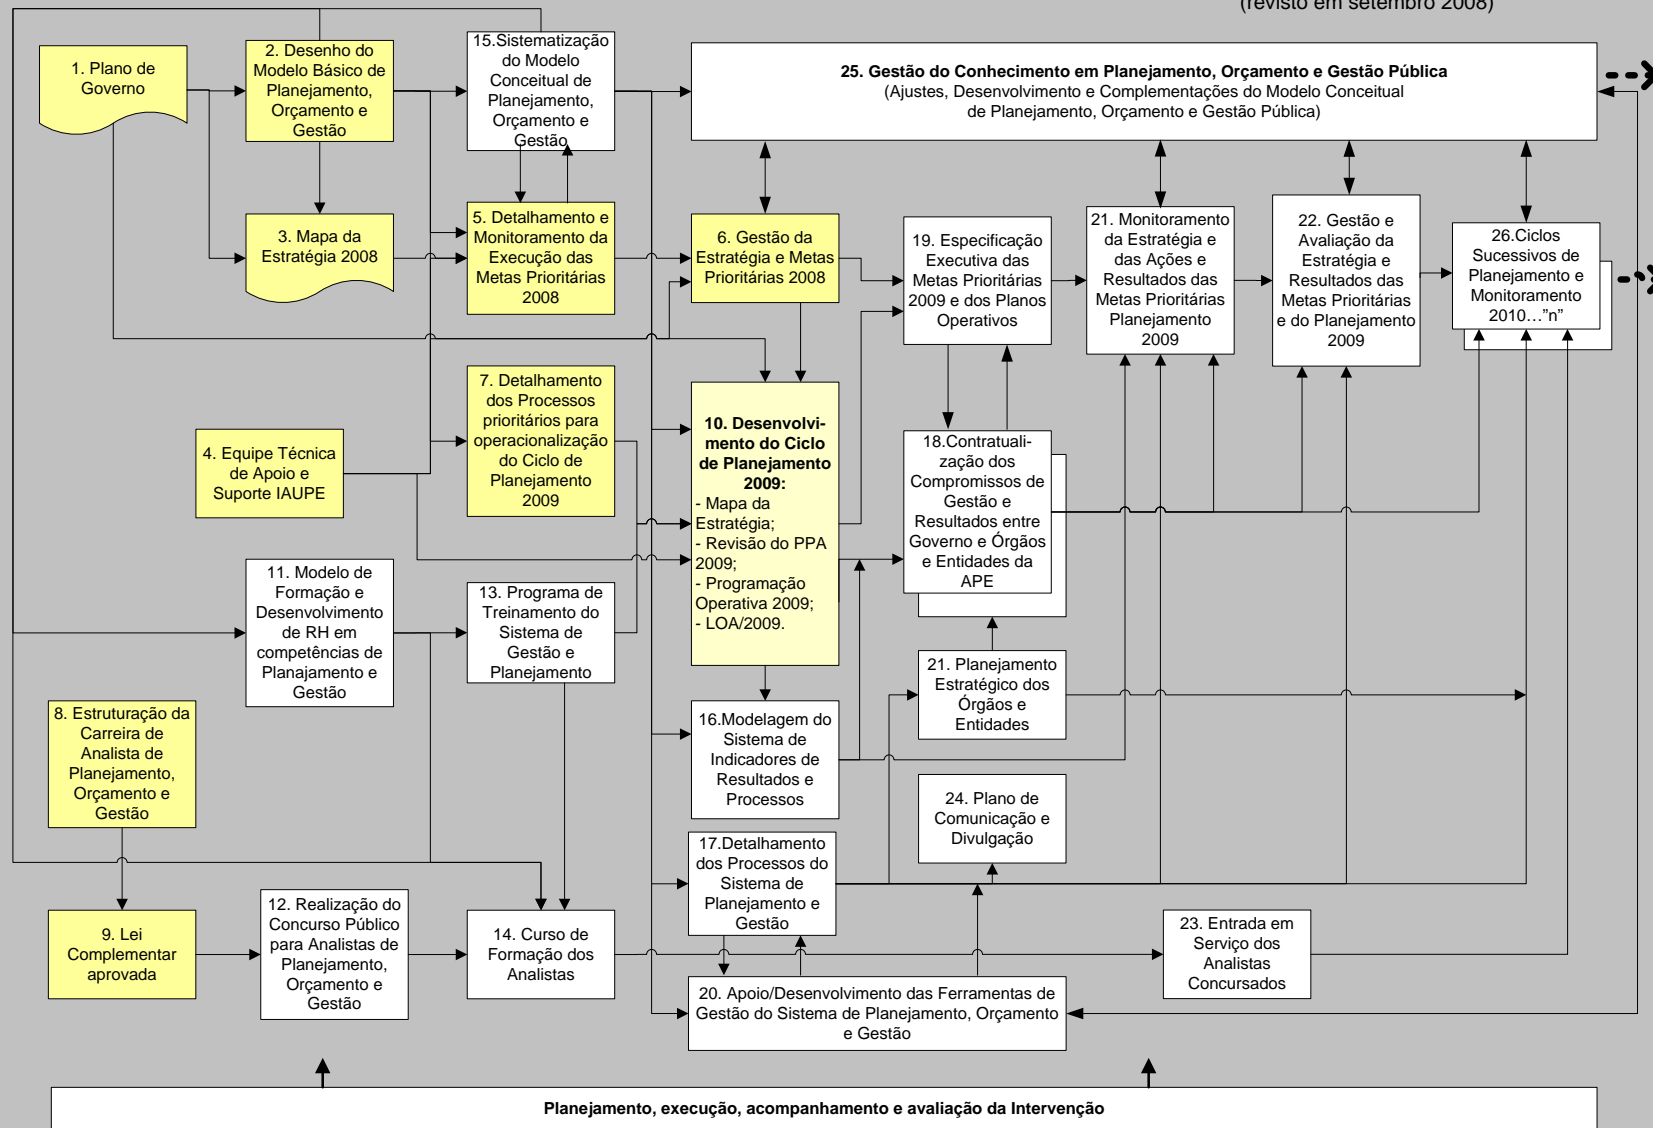 (revisto em setembro 2008)
1. Plano de
Governo
2. Desenho do
Modelo Básico de
Planejamento,
Orçamento e
Gestão
15.Sistematização
do Modelo
Conceitual de
Planejamento,
Orçamento e
Gestão
25. Gestão do Conhecimento em Planejamento, Orçamento e Gestão Pública
(Ajustes, Desenvolvimento e Complementações do Modelo Conceitual
de Planejamento, Orçamento e Gestão Pública)
3. Mapa da
Estratégia 2008
5. Detalhamento e
Monitoramento da
Execução das
Metas Prioritárias
2008
6. Gestão da
Estratégia e Metas
Prioritárias 2008
19. Especificação
Executiva das
Metas Prioritárias
2009 e dos Planos
Operativos
21. Monitoramento
da Estratégia e
das Ações e
Resultados das
Metas Prioritárias
Planejamento
2009
22. Gestão e
Avaliação da
Estratégia e
Resultados das
Metas Prioritárias
e do Planejamento
2009
26.Ciclos
Sucessivos de
Planejamento e
Monitoramento
2010…”n”
4. Equipe Técnica
de Apoio e
Suporte IAUPE
7. Detalhamento
dos Processos
prioritários para
operacionalização
do Ciclo de
Planejamento
2009
10. Desenvolvi-
mento do Ciclo
de Planejamento
2009:
- Mapa da
Estratégia;
- Revisão do PPA
2009;
- Programação
Operativa 2009;
- LOA/2009.
18.Contratuali-
zação dos
Compromissos de
Gestão e
Resultados entre
Governo e Órgãos
e Entidades da
APE
11. Modelo de
Formação e
Desenvolvimento
de RH em
competências de
Planajamento e
Gestão
13. Programa de
Treinamento do
Sistema de
Gestão e
Planejamento
21. Planejamento
Estratégico dos
Órgãos e
Entidades
8. Estruturação da
Carreira de
Analista de
Planejamento,
Orçamento e
Gestão
16.Modelagem do
Sistema de
Indicadores de
Resultados e
Processos
24. Plano de
Comunicação e
Divulgação
17.Detalhamento
dos Processos do
Sistema de
Planejamento e
Gestão
9. Lei
Complementar
aprovada
12. Realização do
Concurso Público
para Analistas de
Planejamento,
Orçamento e
Gestão
14. Curso de
Formação dos
Analistas
23. Entrada em
Serviço dos
Analistas
Concursados
20. Apoio/Desenvolvimento das Ferramentas de
Gestão do Sistema de Planejamento, Orçamento
e Gestão
Planejamento, execução, acompanhamento e avaliação da Intervenção